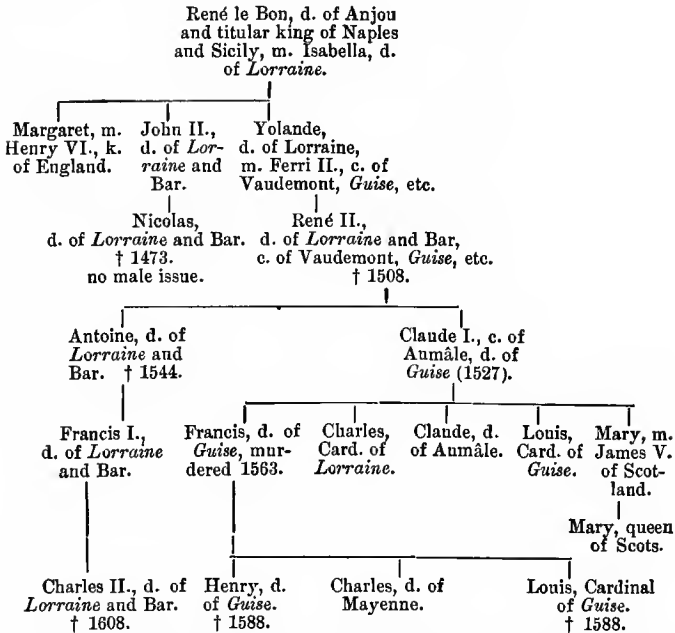 René le Bon, d. of Anjou
and titular king of Naples
and Sicily, m. Isabella, d.
of Lorraine.
Margaret, m.
Henry VI., k.
of England.
John II.,
d. of Lor-
raine and
Bar.
Yolande,
d. of Lorraine,
m. Ferri II., c. of
Vaudemont, Guise, etc.
Nicolas,
d. of Lorraine and Bar.
† 1473.
no male issue.
René II.,
d. of Lorraine and Bar,
c. of Vaudemont, Guise, etc.
† 1508.
Antoine, d. of
Lorraine and
Bar. † 1544.
Claude I., c. of
Aumâle, d. of
Guise (1527).
Francis I.,
d. of Lorraine
and Bar.
Francis, d. of
Guise, mur-
dered 1563.
Charles,
Card. of
Lorraine.
Claude, d.
of Aumâle.
Louis,
Card. of
Guise.
Mary, m.
James V.
of Scot-
land.
Mary, queen
of Scots.
Charles II., d. of
Lorraine and Bar.
† 1608.
Henry, d.
of Guise.
† 1588.
Charles, d. of
Mayenne.
Louis, Cardinal
of Guise.
† 1588.